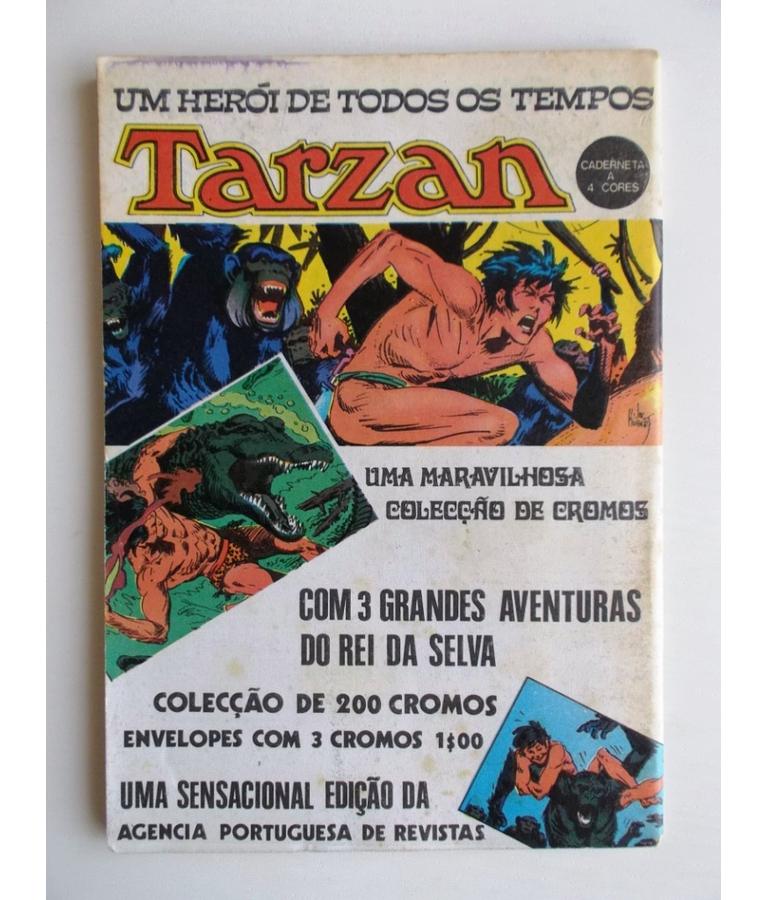 UM HERÓI DE TODOS OS TEMPOS
Tarzan
CADERNETA
A
4 CORES
UMA MARAVILHOSA
COLECÇÃO DE CROMOS
COM 3 GRANDES AVENTURAS
DO REI DA SELVA
COLECÇÃO DE 200 CROMOS
ENVELOPES COM 3 CROMOS 1$00
UMA SENSACIONAL EDIÇÃO DA
AGENCIA PORTUGUESA DE REVISTAS